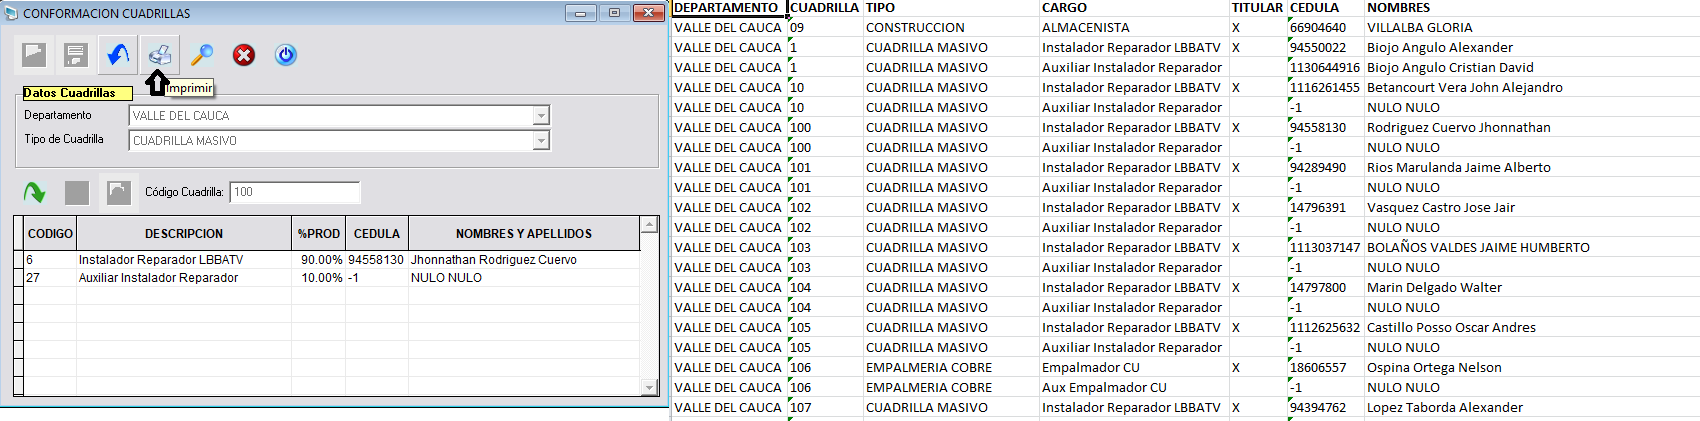 CONFORMACION CUADRILLAS
Imprimir
Datos Cuadrillas
Departamento VALLE DEL CAUCA
Tipo de Cuadrilla CUADRILLA MASIVO
Código Cuadrilla: 100
CODIGO DESCRIPCION %PROD CEDULA NOMBRES Y APELLIDOS
6 Instalador Reparador LBBATV 90.00% 94558130 Jhonnathan Rodriguez Cuervo
27 Auxiliar Instalador Reparador 10.00% -1 NULO NULO
DEPARTAMENTO CUADRILLA TIPO CARGO TITULAR CEDULA NOMBRES
VALLE DEL CAUCA 09 CONSTRUCCION ALMACENISTA X 66904640 VILLALBA GLORIA
VALLE DEL CAUCA 1 CUADRILLA MASIVO Instalador Reparador LBBATV X 94550022 Biojo Angulo Alexander
VALLE DEL CAUCA 1 CUADRILLA MASIVO Auxiliar Instalador Reparador 1130644916 Biojo Angulo Cristian David
VALLE DEL CAUCA 10 CUADRILLA MASIVO Instalador Reparador LBBATV X 1116261455 Betancourt Vera John Alejandro
VALLE DEL CAUCA 10 CUADRILLA MASIVO Auxiliar Instalador Reparador -1 NULO NULO
VALLE DEL CAUCA 100 CUADRILLA MASIVO Instalador Reparador LBBATV X 94558130 Rodriguez Cuervo Jhonnathan
VALLE DEL CAUCA 100 CUADRILLA MASIVO Auxiliar Instalador Reparador -1 NULO NULO
VALLE DEL CAUCA 101 CUADRILLA MASIVO Instalador Reparador LBBATV X 94289490 Rios Marulanda Jaime Alberto
VALLE DEL CAUCA 101 CUADRILLA MASIVO Auxiliar Instalador Reparador -1 NULO NULO
VALLE DEL CAUCA 102 CUADRILLA MASIVO Instalador Reparador LBBATV X 14796391 Vasquez Castro Jose Jair
VALLE DEL CAUCA 102 CUADRILLA MASIVO Auxiliar Instalador Reparador -1 NULO NULO
VALLE DEL CAUCA 103 CUADRILLA MASIVO Instalador Reparador LBBATV X 1113037147 BOLAÑOS VALDES JAIME HUMBERTO
VALLE DEL CAUCA 103 CUADRILLA MASIVO Auxiliar Instalador Reparador -1 NULO NULO
VALLE DEL CAUCA 104 CUADRILLA MASIVO Instalador Reparador LBBATV X 14797800 Marin Delgado Walter
VALLE DEL CAUCA 104 CUADRILLA MASIVO Auxiliar Instalador Reparador -1 NULO NULO
VALLE DEL CAUCA 105 CUADRILLA MASIVO Instalador Reparador LBBATV X 1112625632 Castillo Posso Oscar Andres
VALLE DEL CAUCA 105 CUADRILLA MASIVO Auxiliar Instalador Reparador -1 NULO NULO
VALLE DEL CAUCA 106 EMPALMERIA COBRE Empalmador CU X 18606557 Ospina Ortega Nelson
VALLE DEL CAUCA 106 EMPALMERIA COBRE Aux Empalmador CU -1 NULO NULO
VALLE DEL CAUCA 107 CUADRILLA MASIVO Instalador Reparador LBBATV X 94394762 Lopez Taborda Alexander